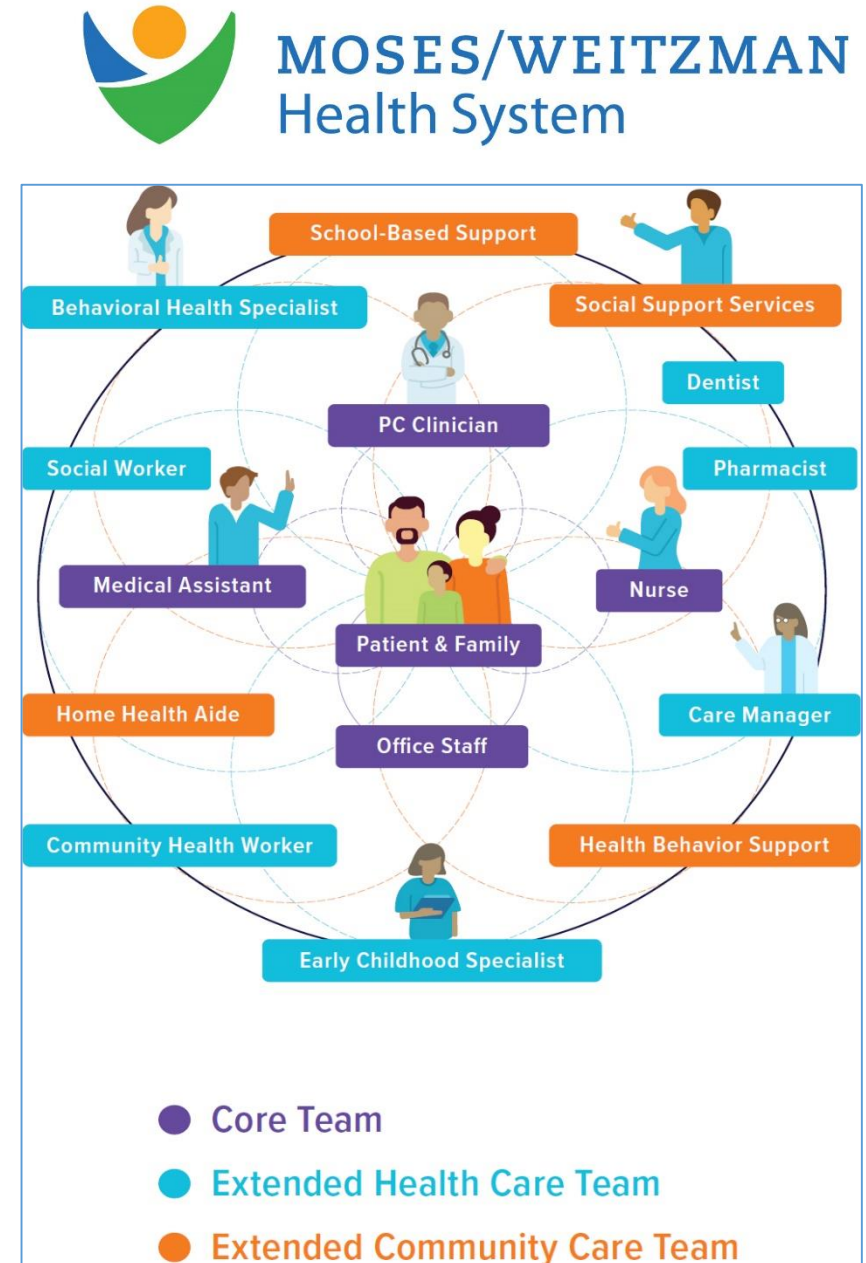 MOSES/WEITZMAN
Health System
School-Based Support
Behavioral Health Specialist
Social Support Services
Dentist
PC Clinician
Social Worker
Pharmacist
Medical Assistant
Nurse
Patient & Family
Home Health Aide
Care Manager
Office Staff
Community Health Worker
Health Behavior Support
Early Childhood Specialist
Core Team
Extended Health Care Team
Extended Community Care Team